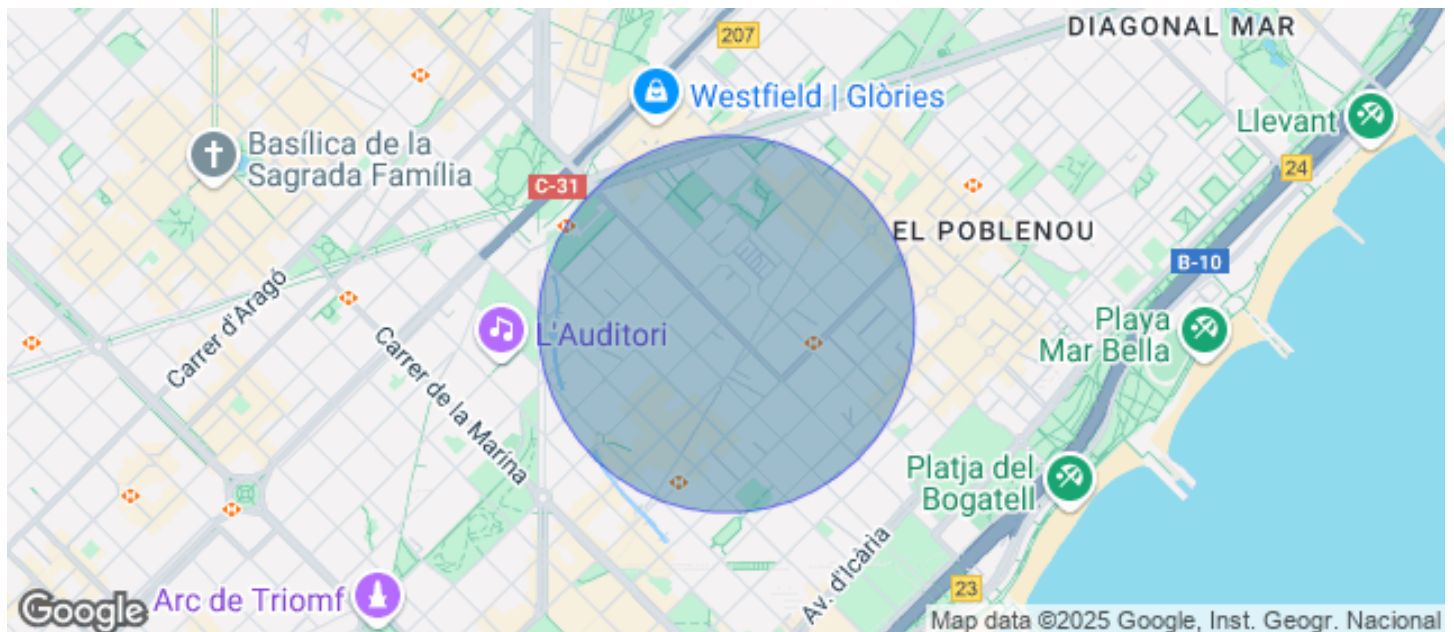 DIAGONAL MAR
207
Westfield | Glòries
Llevant
Basílica de la
Sagrada Família
24
C-31
EL POBLENOU
B-10
Carrer d'Aragó
L'Auditori
Playa
Mar Bella
Carrer de la Marina
Platja del
Bogatell
Av. d'Icària
23
Arc de Triomf
Google
Map data ©2025 Google, Inst. Geogr. Nacional